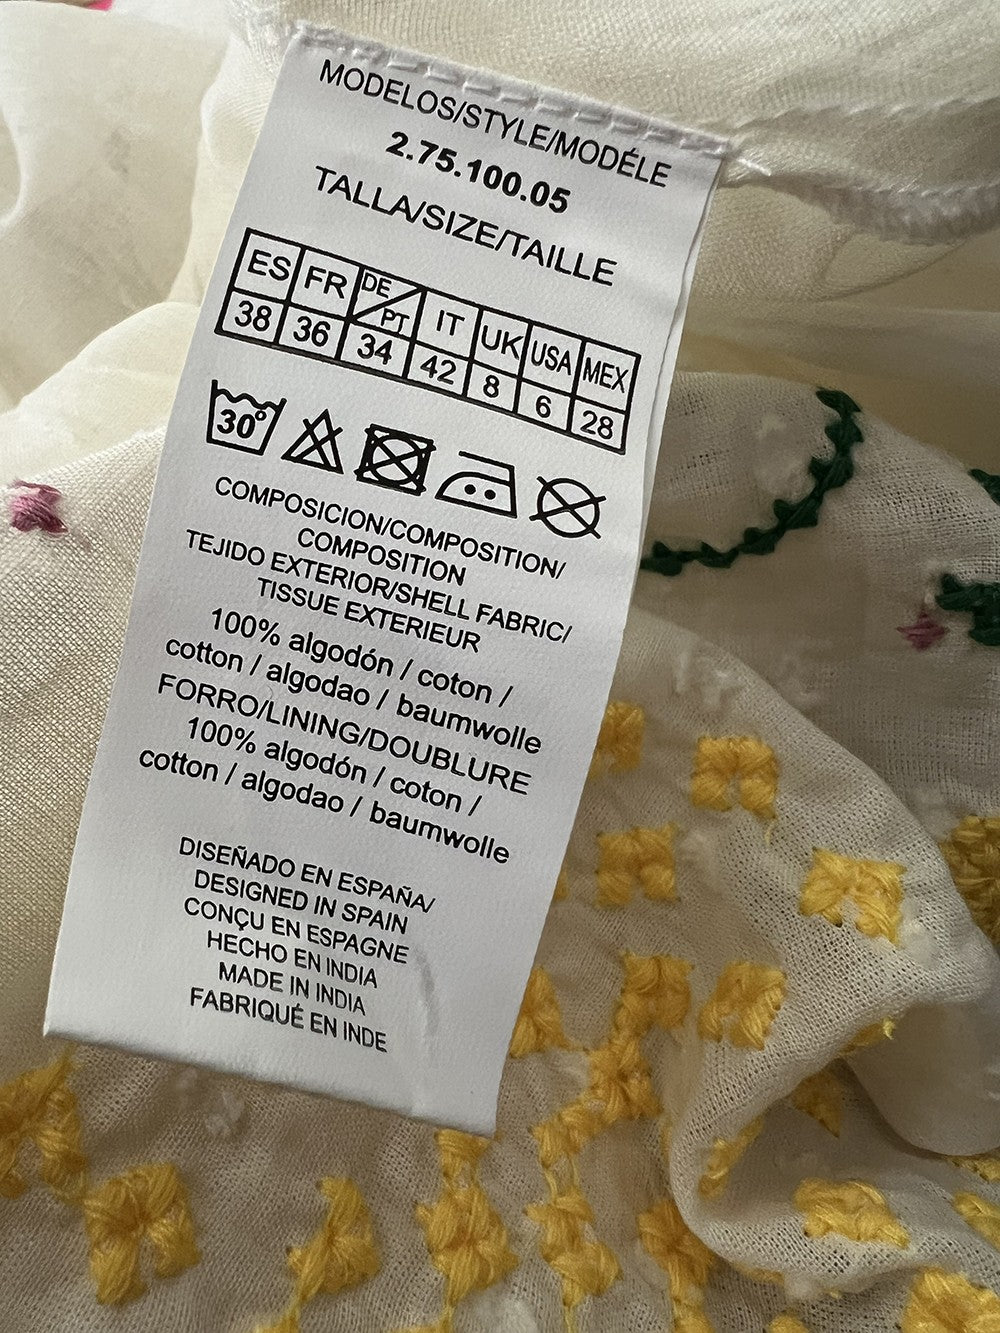 MODELOS/STYLE/MODÉLE
2.75.100.05
TALLA/SIZE/TAILLE
ES FR DE/PT IT UK USA MEX
38 36 34 42 8 6 28
30°
COMPOSICION/COMPOSITION/
COMPOSITION
TEJIDO EXTERIOR/SHELL FABRIC/
TISSUE EXTERIEUR
100% algodón / coton /
cotton / algodao / baumwolle
FORRO/LINING/DOUBLURE
100% algodón / coton /
cotton / algodao / baumwolle
DISEÑADO EN ESPAÑA/
DESIGNED IN SPAIN
CONÇU EN ESPAGNE
HECHO EN INDIA
MADE IN INDIA
FABRIQUÉ EN INDE